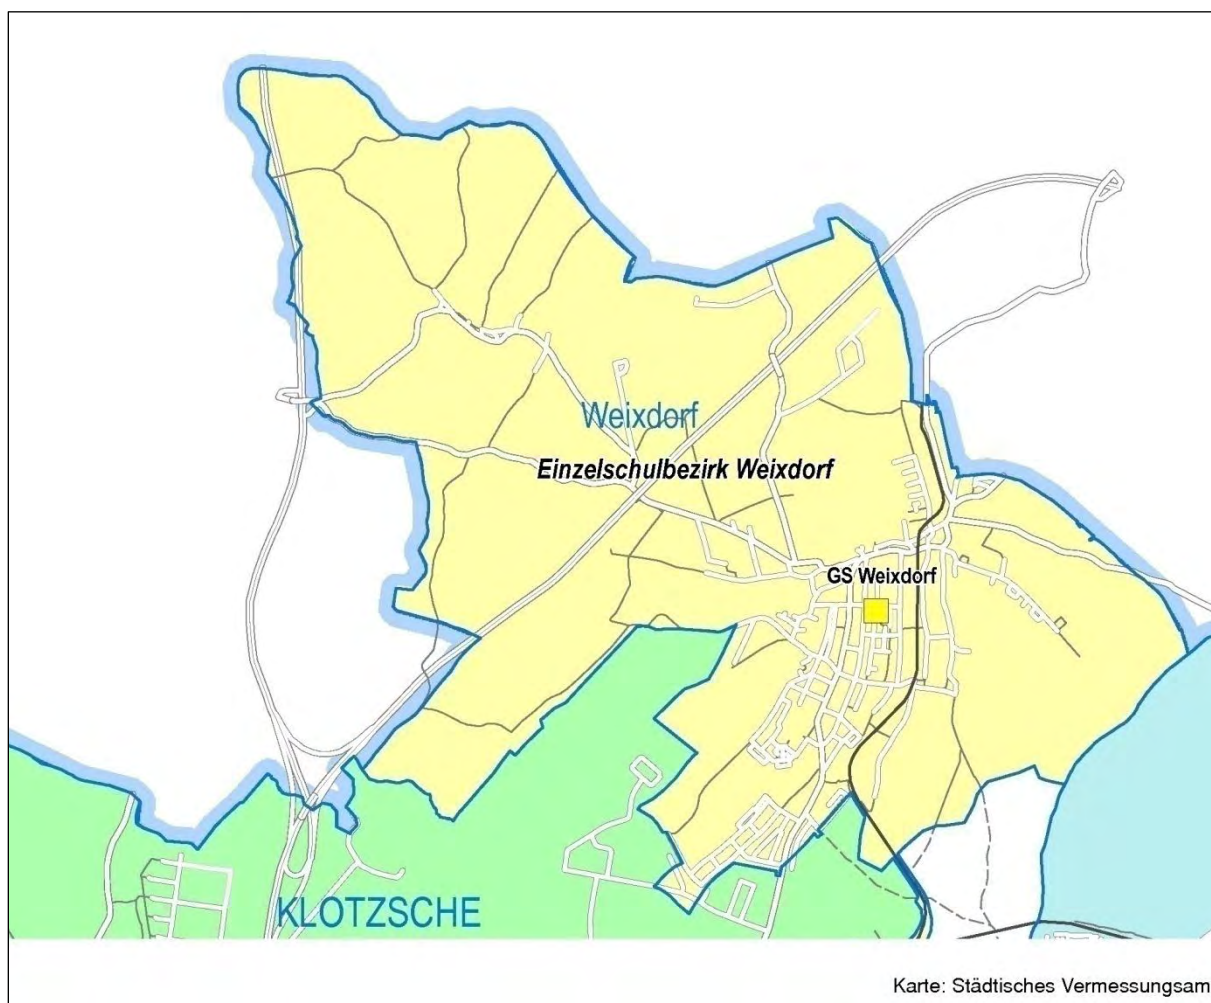 Weixdorf
Einzelschulbezirk Weixdorf
GS Weixdorf
KLOTZSCHE
Karte: Städtisches Vermessungsam